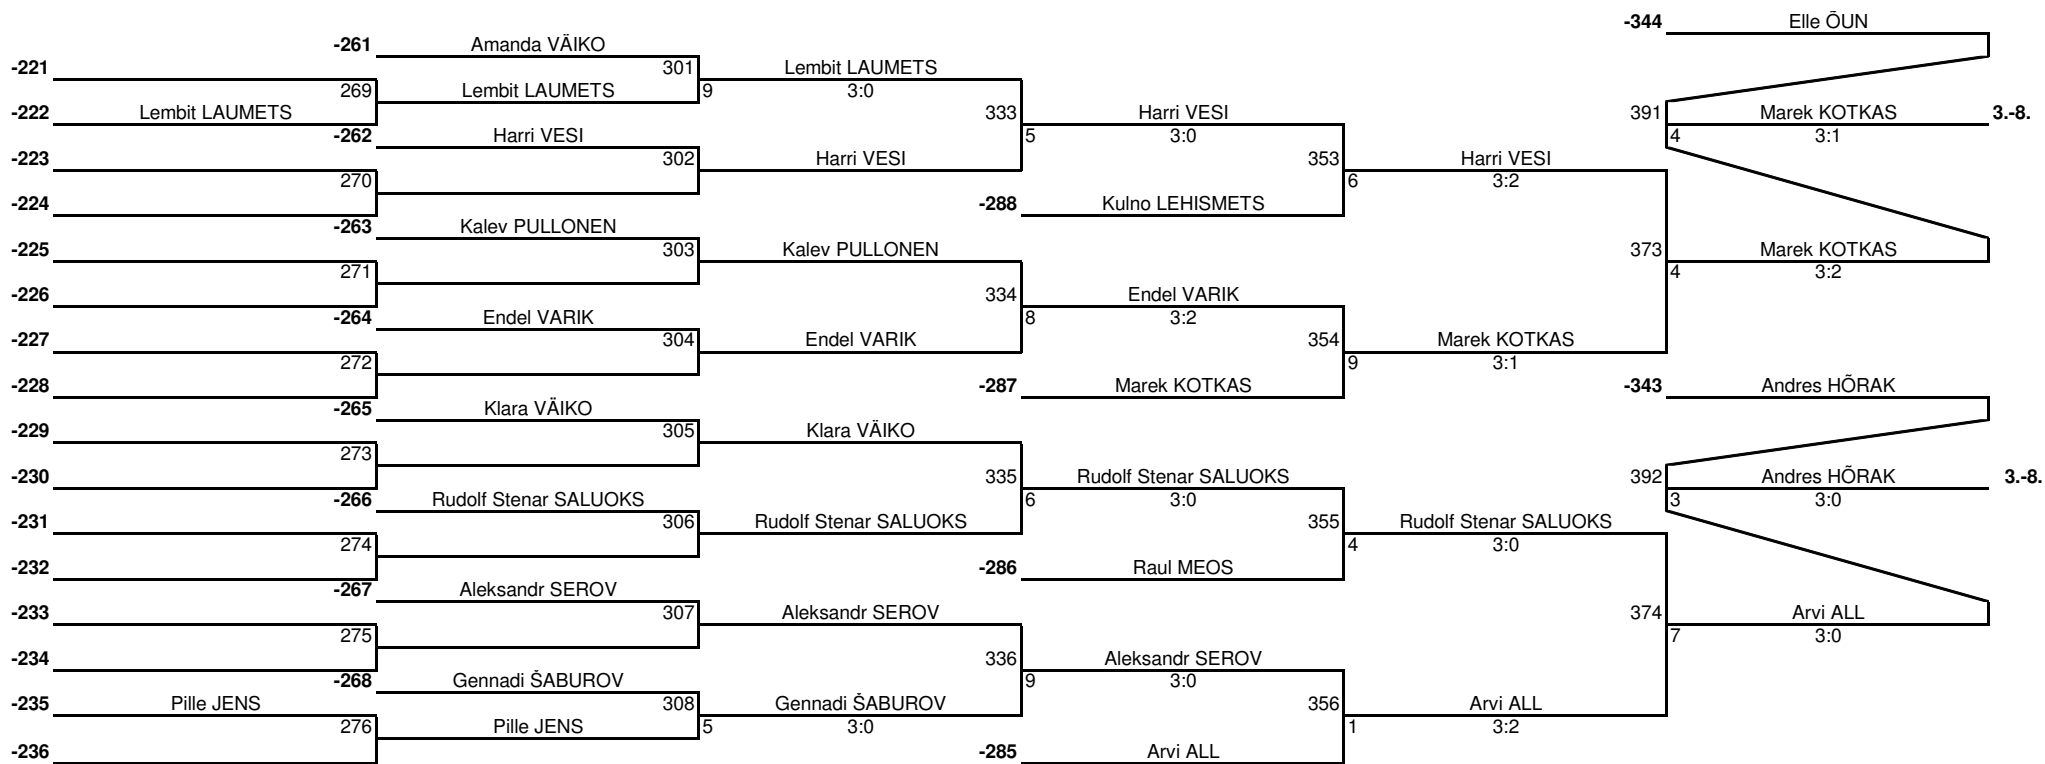 -344 Elle ÕUN
-261 Amanda VÄIKO
-221 301 Lembit LAUMETS
269 Lembit LAUMETS 9 3:0
-222 Lembit LAUMETS 333 Harri VESI 391 Marek KOTKAS 3.-8.
-262 Harri VESI 5 3:0 4 3:1
-223 302 Harri VESI 353 Harri VESI
270 6 3:2
-224 -288 Kulno LEHISMETS
-263 Kalev PULLONEN
-225 303 Kalev PULLONEN 373 Marek KOTKAS
271 4 3:2
-226 334 Endel VARIK
-264 Endel VARIK 8 3:2
-227 304 Endel VARIK 354 Marek KOTKAS
272 9 3:1
-228 -287 Marek KOTKAS -343 Andres HÕRAK
-265 Klara VÄIKO
-229 305 Klara VÄIKO
273
-230 335 Rudolf Stenar SALUOKS 392 Andres HÕRAK 3.-8.
-266 Rudolf Stenar SALUOKS 6 3:0 3 3:0
-231 306 Rudolf Stenar SALUOKS 355 Rudolf Stenar SALUOKS
274 4 3:0
-232 -286 Raul MEOS
-267 Aleksandr SEROV
-233 307 Aleksandr SEROV 374 Arvi ALL
275 7 3:0
-234 336 Aleksandr SEROV
-268 Gennadi ŠABUROV 9 3:0
-235 Pille JENS 308 Gennadi ŠABUROV 356 Arvi ALL
276 Pille JENS 5 3:0 1 3:2
-236 -285 Arvi ALL